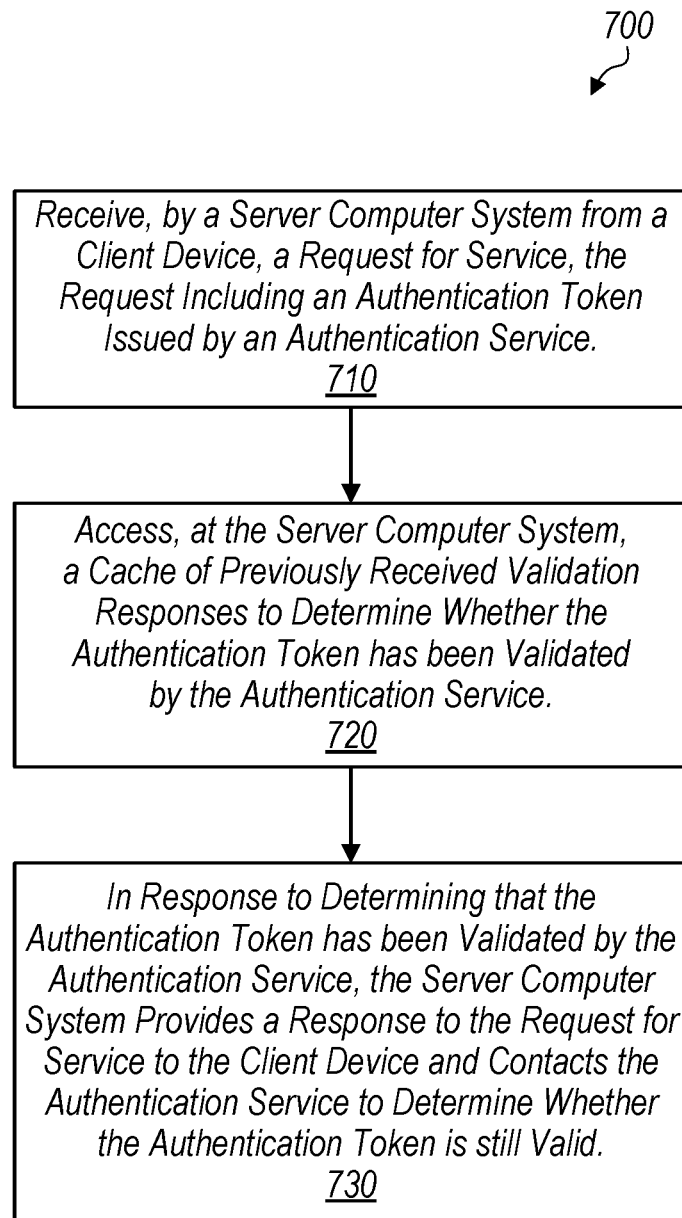 700
Receive, by a Server Computer System from a
Client Device, a Request for Service, the
Request Including an Authentication Token
Issued by an Authentication Service.
710
Access, at the Server Computer System,
a Cache of Previously Received Validation
Responses to Determine Whether the
Authentication Token has been Validated
by the Authentication Service.
720
In Response to Determining that the
Authentication Token has been Validated by the
Authentication Service, the Server Computer
System Provides a Response to the Request for
Service to the Client Device and Contacts the
Authentication Service to Determine Whether
the Authentication Token is still Valid.
730